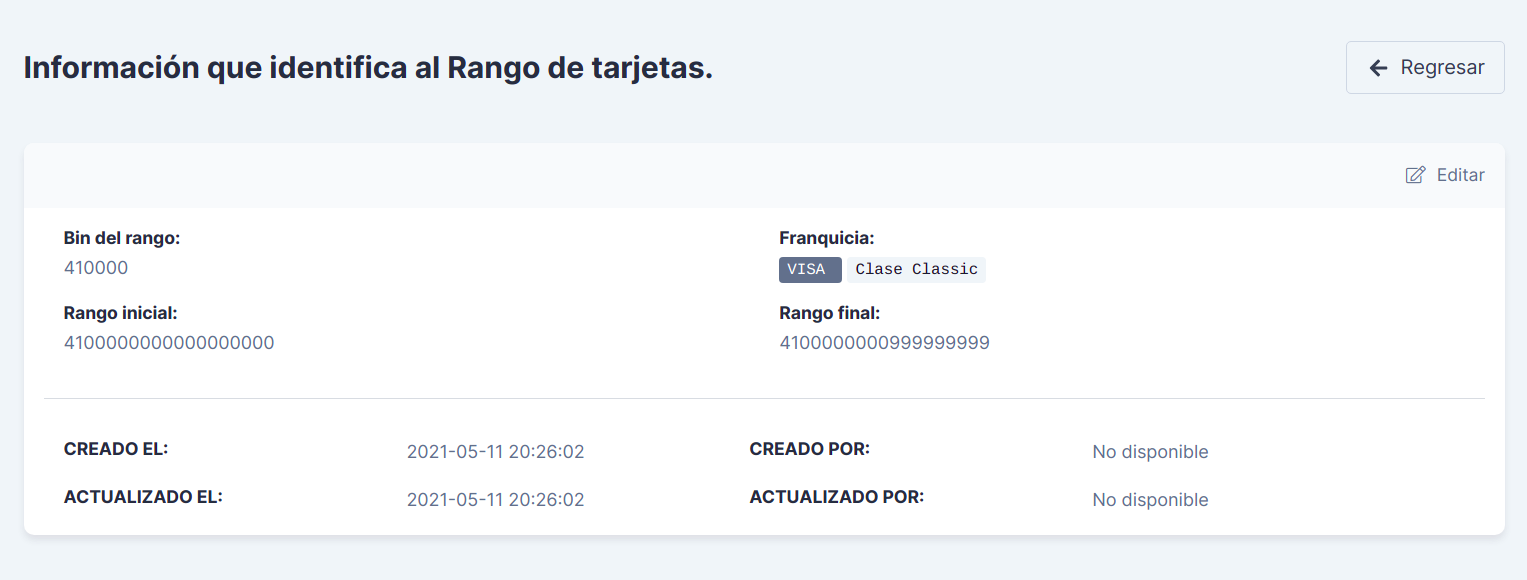 Información que identifica al Rango de tarjetas.
Regresar
Editar
Bin del rango:
410000
Franquicia:
VISA Clase Classic
Rango inicial:
4100000000000000000
Rango final:
4100000000999999999
CREADO EL:
2021-05-11 20:26:02
CREADO POR:
No disponible
ACTUALIZADO EL:
2021-05-11 20:26:02
ACTUALIZADO POR:
No disponible